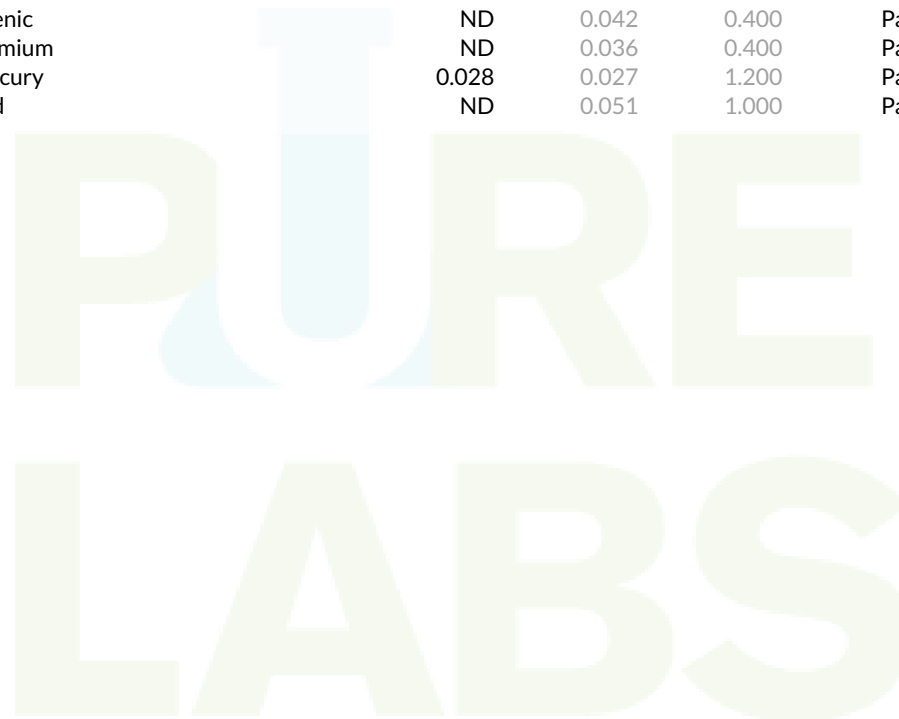 enic ND 0.042 0.400 Pa
mium ND 0.036 0.400 Pa
cury 0.028 0.027 1.200 Pa
d ND 0.051 1.000 Pa
PURE
LABS